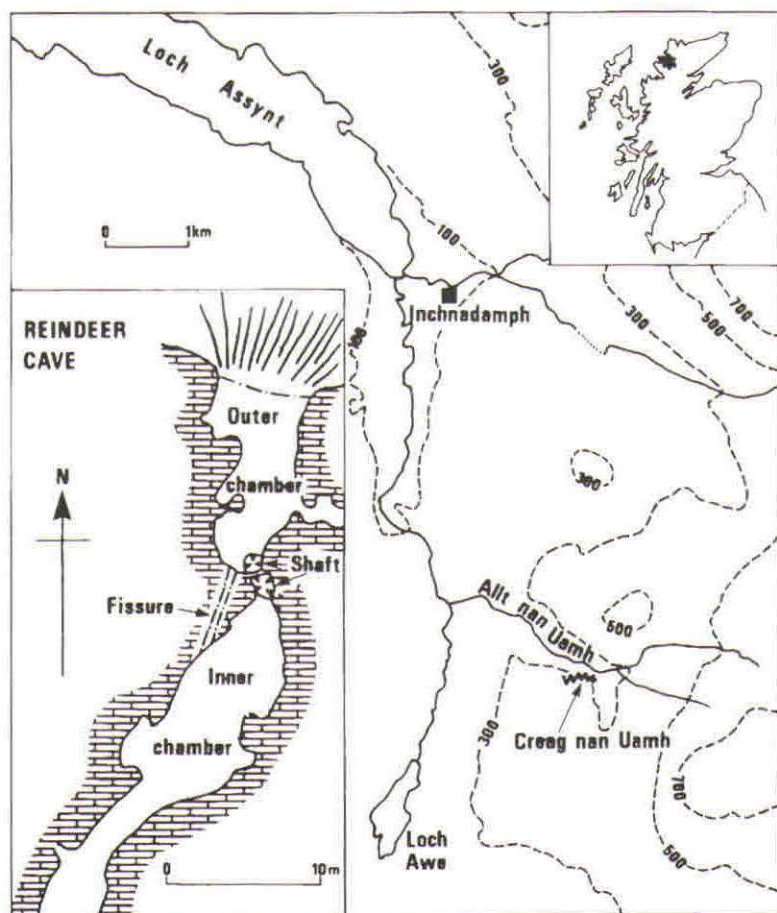 Loch Assynt
300
0 1km
100
100
Inchnadamph
300
500
700
REINDEER
CAVE
N
Outer
chamber
Shaft
Fissure
Inner
chamber
0 10m
300
Allt nan Uamh
500
300
Creag nan Uamh
700
500
Loch
Awe